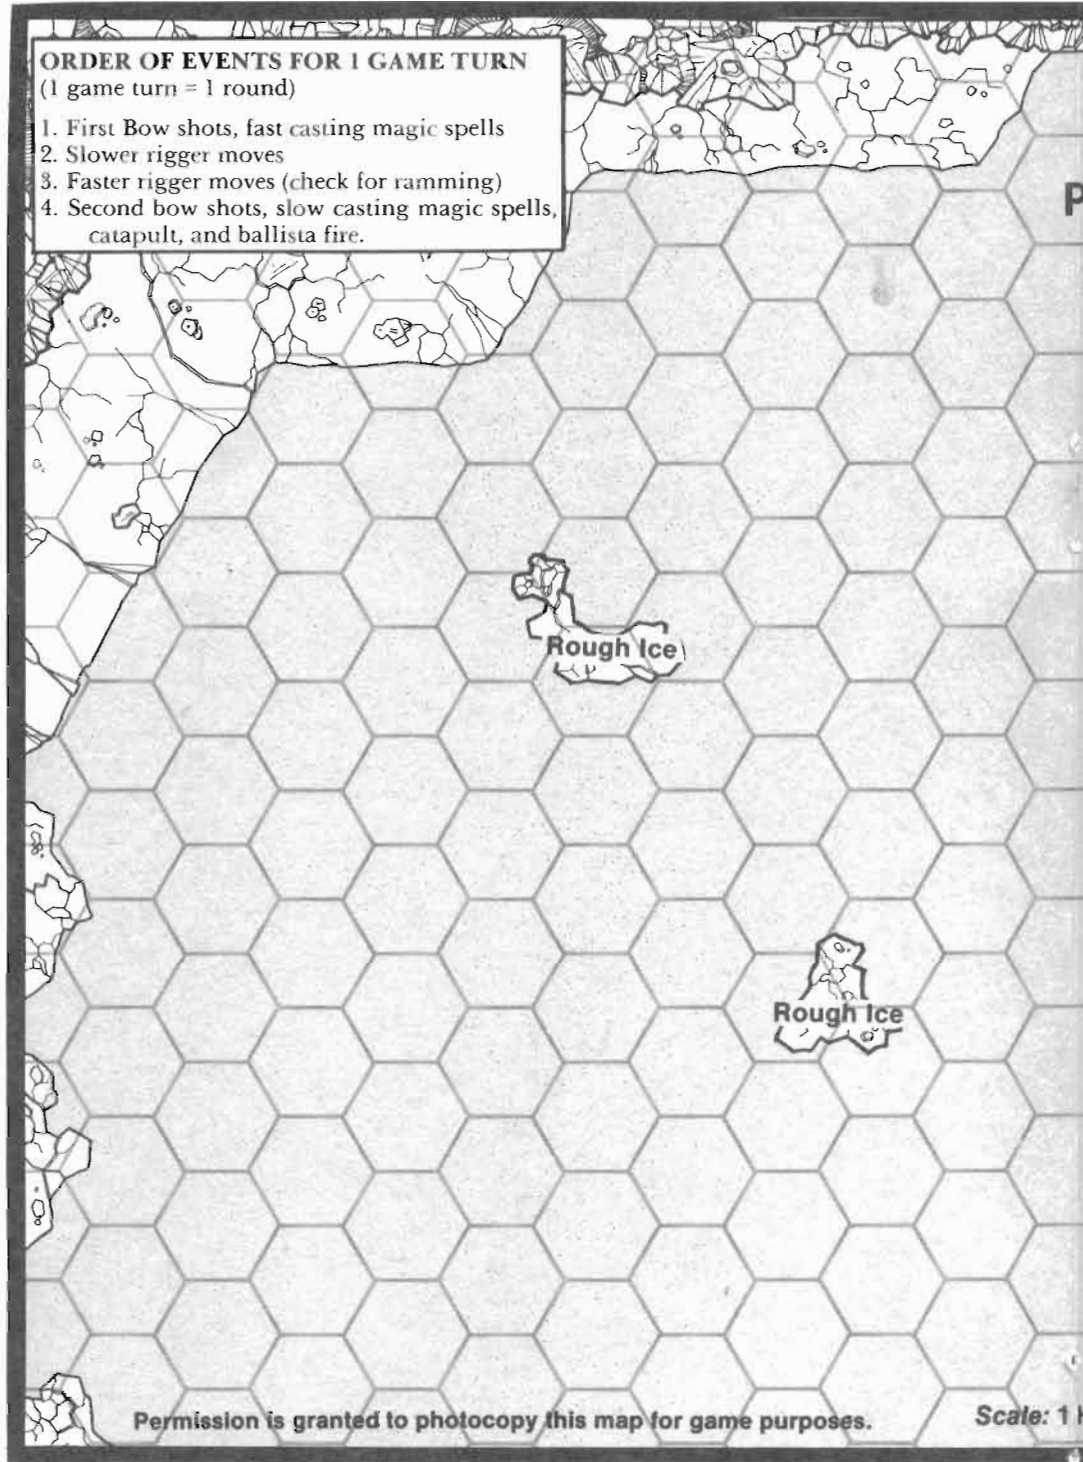 ORDER OF EVENTS FOR 1 GAME TURN
(1 game turn = 1 round)
1. First Bow shots, fast casting magic spells
2. Slower rigger moves
3. Faster rigger moves (check for ramming)
4. Second bow shots, slow casting magic spells,
catapult, and ballista fire.
P
Rough Ice
Rough Ice
Permission is granted to photocopy this map for game purposes.
Scale: 1 H